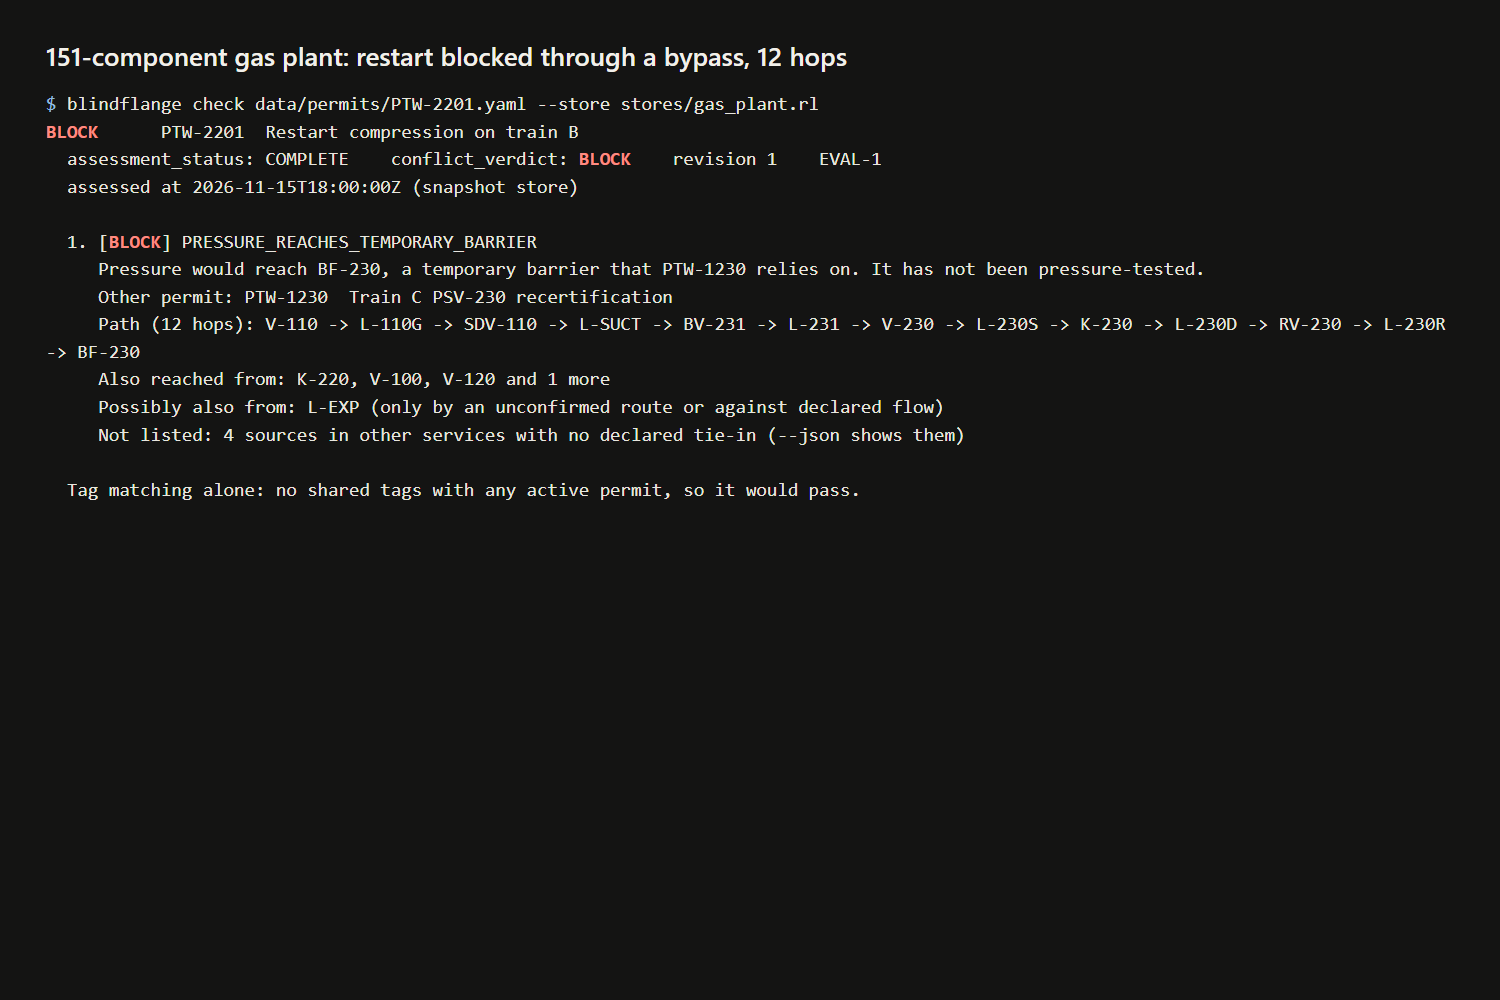 151-component gas plant: restart blocked through a bypass, 12 hops
$ blindflange check data/permits/PTW-2201.yaml --store stores/gas_plant.rl
BLOCK      PTW-2201  Restart compression on train B
  assessment_status: COMPLETE    conflict_verdict: BLOCK    revision 1    EVAL-1
  assessed at 2026-11-15T18:00:00Z (snapshot store)

  1. [BLOCK] PRESSURE_REACHES_TEMPORARY_BARRIER
     Pressure would reach BF-230, a temporary barrier that PTW-1230 relies on. It has not been pressure-tested.
     Other permit: PTW-1230  Train C PSV-230 recertification
     Path (12 hops): V-110 -> L-110G -> SDV-110 -> L-SUCT -> BV-231 -> L-231 -> V-230 -> L-230S -> K-230 -> L-230D -> RV-230 -> L-230R
-> BF-230
     Also reached from: K-220, V-100, V-120 and 1 more
     Possibly also from: L-EXP (only by an unconfirmed route or against declared flow)
     Not listed: 4 sources in other services with no declared tie-in (--json shows them)

  Tag matching alone: no shared tags with any active permit, so it would pass.